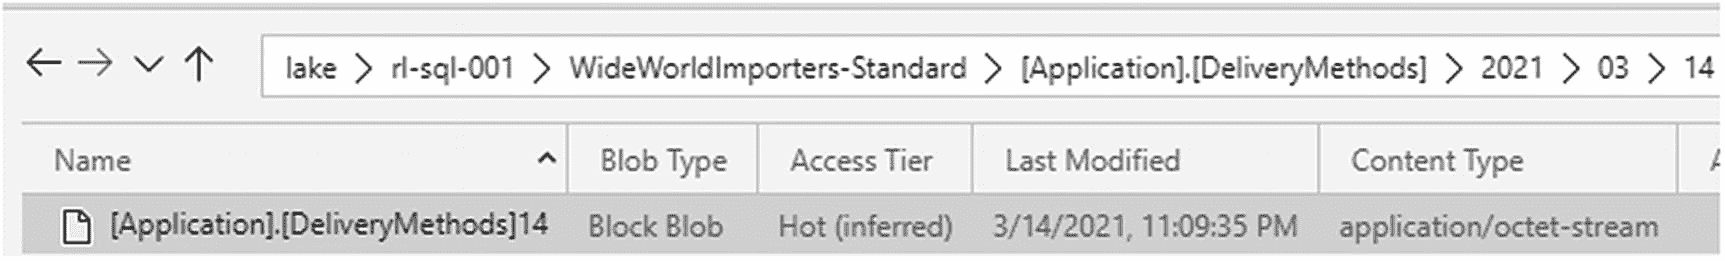 lake > rl-sql-001 > WideWorldImporters-Standard > [Application].[DeliveryMethods] > 2021 > 03 > 14
Name Blob Type Access Tier Last Modified Content Type
[Application].[DeliveryMethods]14 Block Blob Hot (inferred) 3/14/2021, 11:09:35 PM application/octet-stream